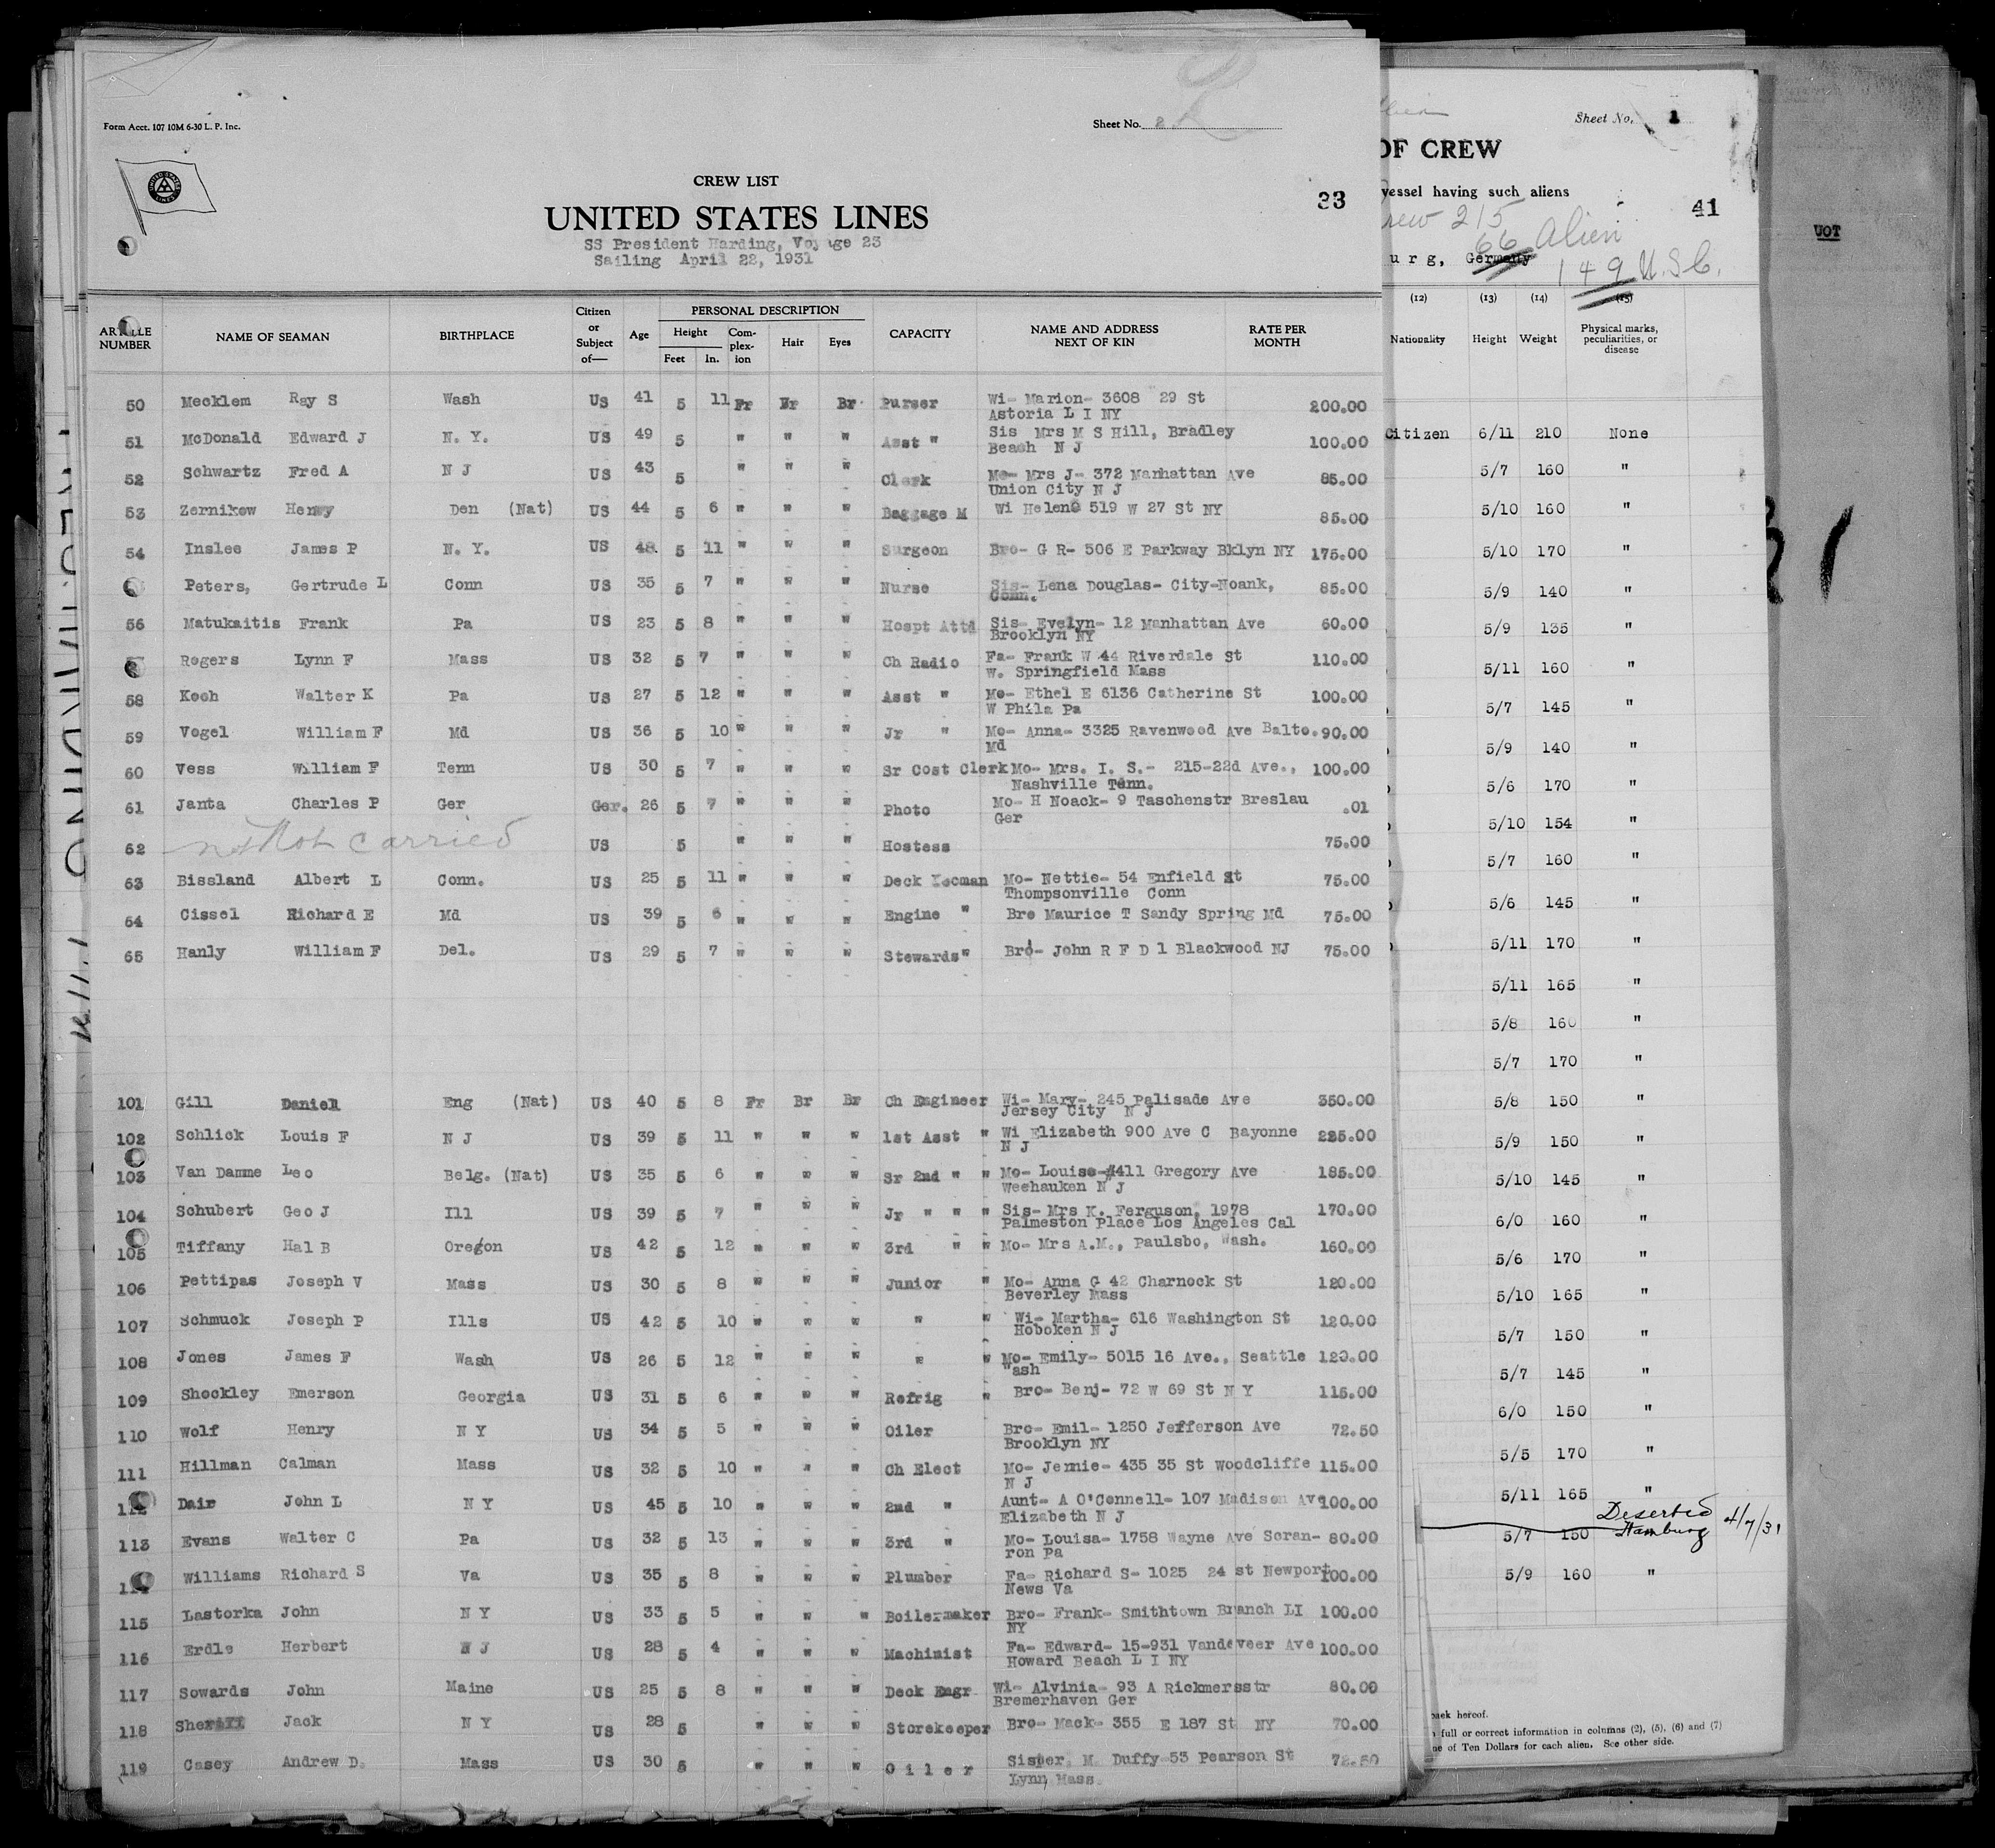 Form Acct. 107 10M 6-30 L. P. Inc.
Sheet No. 2
UNITED STATES LINES
CREW LIST
33
UNITED STATES LINES
SS President Harding, Voyage 23
Sailing April 22, 1931
ARTICLE NUMBER NAME OF SEAMAN BIRTHPLACE Citizen or Subject of— Age PERSONAL DESCRIPTION Height Feet In. Complexion Hair Eyes CAPACITY NAME AND ADDRESS NEXT OF KIN RATE PER MONTH
50 Mecklem Ray S Wash US 41 5 11 Fr Br Br Purser Wi- Marion- 3608 29 St 200.00
Astoria L I NY
51 McDonald Edward J N. Y. US 49 5 " " " Asst " Sis Mrs M S Hill, Bradley 100.00
Beach N J
52 Schwartz Fred A N J US 43 5 " " " Clerk Mo- Mrs J- 372 Manhattan Ave 85.00
Union City N J
53 Zernikow Henry Den (Nat) US 44 5 6 " " " Baggage M Wi Helene 519 W 27 St NY 85.00
54 Inslee James P N. Y. US 48 5 11 " " " Surgeon Bro- G R- 506 E Parkway Bklyn NY 175.00
Peters, Gertrude L Conn US 35 5 7 " " " Nurse Sis- Lena Douglas- City-Noank, 85.00
Conn.
56 Matukaitis Frank Pa US 23 5 8 " " " Hospt Attd Sis- Evelyn- 12 Manhattan Ave 60.00
Brooklyn NY
Rogers Lynn F Mass US 32 5 7 " " " Ch Radio Fa- Frank W 44 Riverdale St 110.00
W. Springfield Mass
58 Koch Walter K Pa US 27 5 12 " " " Asst " Mo- Ethel E 6136 Catherine St 100.00
W Phila Pa
59 Vogel William F Md US 36 5 10 " " " Jr " Mo- Anna- 3325 Ravenwood Ave Balto. 90.00
Md
60 Vess William F Tenn US 30 5 7 " " " Sr Cost Clerk Mo- Mrs. I. S.- 215-22d Ave., 100.00
Nashville Tenn.
61 Janta Charles P Ger Ger. 26 5 7 " " " Photo Mo- H Noack- 9 Taschenstr Breslau .01
Ger
62 Not carried US 5 " " " Hostess 75.00
63 Bissland Albert L Conn. US 25 5 11 " " " Deck Yeoman Mo- Nettie- 54 Enfield St 75.00
Thompsonville Conn
64 Cissel Richard E Md US 39 5 6 " " " Engine " Bro Maurice T Sandy Spring Md 75.00
65 Hanly William F Del. US 29 5 7 " " " Stewards" Bro- John R F D 1 Blackwood NJ 75.00
101 Gill Daniel Eng (Nat) US 40 5 8 Fr Br Br Ch Engineer Wi- Mary- 245 Palisade Ave 350.00
Jersey City N J
102 Schlick Louis F N J US 39 5 11 " " " 1st Asst " Wi Elizabeth 900 Ave C Bayonne 225.00
N J
103 Van Damme Leo Belg. (Nat) US 35 5 6 " " " Sr 2nd " " Mo- Louise-#411 Gregory Ave 185.00
Weehauken N J
104 Schubert Geo J Ill US 39 5 7 " " " Jr " " " Sis- Mrs K. Ferguson, 1978 170.00
Palmeston Place Los Angeles Cal
105 Tiffany Hal B Oregon US 42 5 12 " " " 3rd " " Mo- Mrs A.M., Paulsbo, Wash. 160.00
106 Pettipas Joseph V Mass US 30 5 8 " " " Junior " Mo- Anna G 42 Charnock St 120.00
Beverley Mass
107 Schmuck Joseph P Ills US 42 5 10 " " " " " Wi- Martha- 616 Washington St 120.00
Hoboken N J
108 Jones James F Wash US 26 5 12 " " " " " Mo- Emily- 5015 16 Ave., Seattle 120.00
Wash
109 Shockley Emerson Georgia US 31 5 6 " " " Refrig " Bro- Benj- 72 W 69 St N Y 115.00
110 Wolf Henry N Y US 34 5 5 " " " Oiler Bro- Emil- 1250 Jefferson Ave 72.50
Brooklyn NY
111 Hillman Calman Mass US 32 5 10 " " " Ch Elect Mo- Jennie- 435 35 St Woodcliffe 115.00
N J
112 Dair John L N Y US 45 5 10 " " " 2nd " Aunt- A O'Connell- 107 Madison Ave 100.00
Elizabeth N J
113 Evans Walter C Pa US 32 5 13 " " " 3rd " Mo- Louisa- 1758 Wayne Ave Scran- 80.00
ron Pa
114 Williams Richard S Va US 35 5 8 " " " Plumber Fa- Richard S- 1025 24 st Newport 100.00
News Va
115 Lastorka John N Y US 33 5 5 " " " Boilermaker Bro- Frank- Smithtown Branch LI 100.00
NY
116 Erdle Herbert N J US 28 5 4 " " " Machinist Fa- Edward- 15-931 Vandeveer Ave 100.00
Howard Beach L I NY
117 Sowards John Maine US 25 5 8 " " " Deck Engr Wi- Alvinia- 93 A Rickmersstr 80.00
Bremerhaven Ger
118 Sheriff Jack N Y US 28 5 " " " Storekeeper Bro- Mack- 355 E 187 St NY 70.00
119 Casey Andrew D. Mass US 30 5 " " " Oiler Sister. M. Duffy-53 Pearson St 72.50
Lynn Mass.
Sheet No. 1
OF CREW
vessel having such aliens
41
rew 215
66 Alien
urg, Germany
149 U.S.C.
(12) (13) (14) (15)
Nationality Height Weight Physical marks, peculiarities, or disease
Citizen 6/11 210 None
5/7 160 "
5/10 160 "
5/10 170 "
5/9 140 "
5/9 135 "
5/11 160 "
5/7 145 "
5/9 140 "
5/6 170 "
5/10 154 "
5/7 160 "
5/6 145 "
5/11 170 "
5/11 165 "
5/8 160 "
5/7 170 "
5/8 150 "
5/9 150 "
5/10 145 "
6/0 160 "
5/6 170 "
5/10 165 "
5/7 150 "
5/7 145 "
6/0 150 "
5/5 170 "
5/11 165 "
Deserted
5/7 150 Hamburg 4/7/31
5/9 160 "
back hereof.
full or correct information in columns (2), (5), (6) and (7)
ne of Ten Dollars for each alien. See other side.
UOT